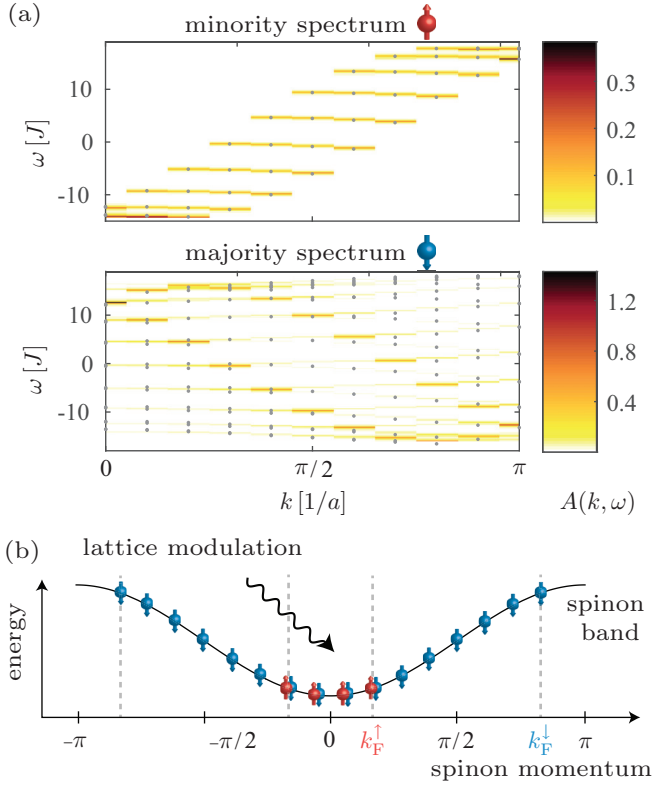 (a)
minority spectrum
10
0
-10
ω [J]
0.3
0.2
0.1
majority spectrum
10
0
-10
ω [J]
1.2
0.8
0.4
0
π/2
π
k [1/a]
A(k, ω)
(b)
lattice modulation
energy
spinon
band
-π
-π/2
0
k_F^↑
π/2
k_F^↓
π
spinon momentum